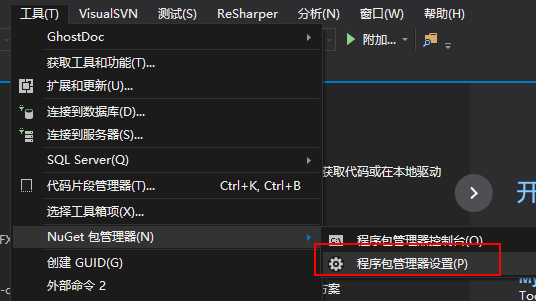 工具(T) VisualSVN 测试(S) ReSharper 分析(N) 窗口(W) 帮助(H)
GhostDoc
附加...
获取工具和功能(T)...
扩展和更新(U)...
连接到数据库(D)...
连接到服务器(S)...
SQL Server(Q)
获取代码或在本地驱动
代码片段管理器(T)... Ctrl+K, Ctrl+B
开
选择工具箱项(X)...
NuGet 包管理器(N)
程序包管理器控制台(O)
创建 GUID(G)
程序包管理器设置(P)
外部命令 2
My
Too